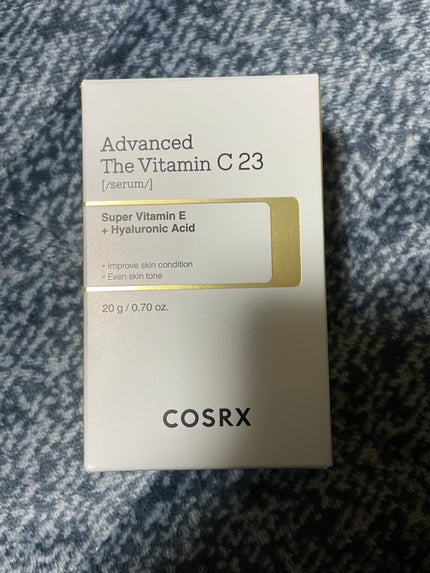 Advanced
The Vitamin C 23
[/serum/]
Super Vitamin E
+ Hyaluronic Acid
• Improve skin condition
• Even skin tone
20 g / 0.70 oz.
COSRX